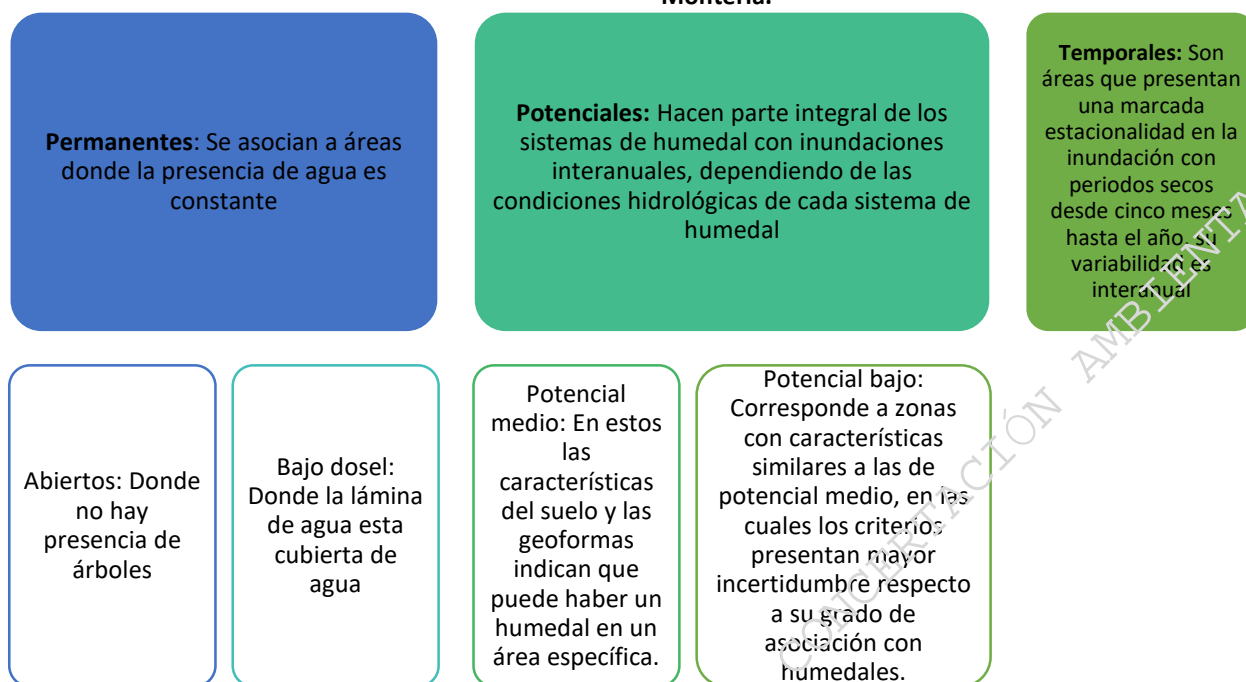 Montería.
Permanentes: Se asocian a áreas
donde la presencia de agua es
constante
Potenciales: Hacen parte integral de los
sistemas de humedal con inundaciones
interanuales, dependiendo de las
condiciones hidrológicas de cada sistema de
humedal
Temporales: Son
áreas que presentan
una marcada
estacionalidad en la
inundación con
periodos secos
desde cinco meses
hasta el año, su
variabilidad es
interanual
Abiertos: Donde
no hay
presencia de
árboles
Bajo dosel:
Donde la lámina
de agua esta
cubierta de
agua
Potencial
medio: En estos
las
características
del suelo y las
geoformas
indican que
puede haber un
humedal en un
área específica.
Potencial bajo:
Corresponde a zonas
con características
similares a las de
potencial medio, en las
cuales los criterios
presentan mayor
incertidumbre respecto
a su grado de
asociación con
humedales.
CONCERTACIÓN